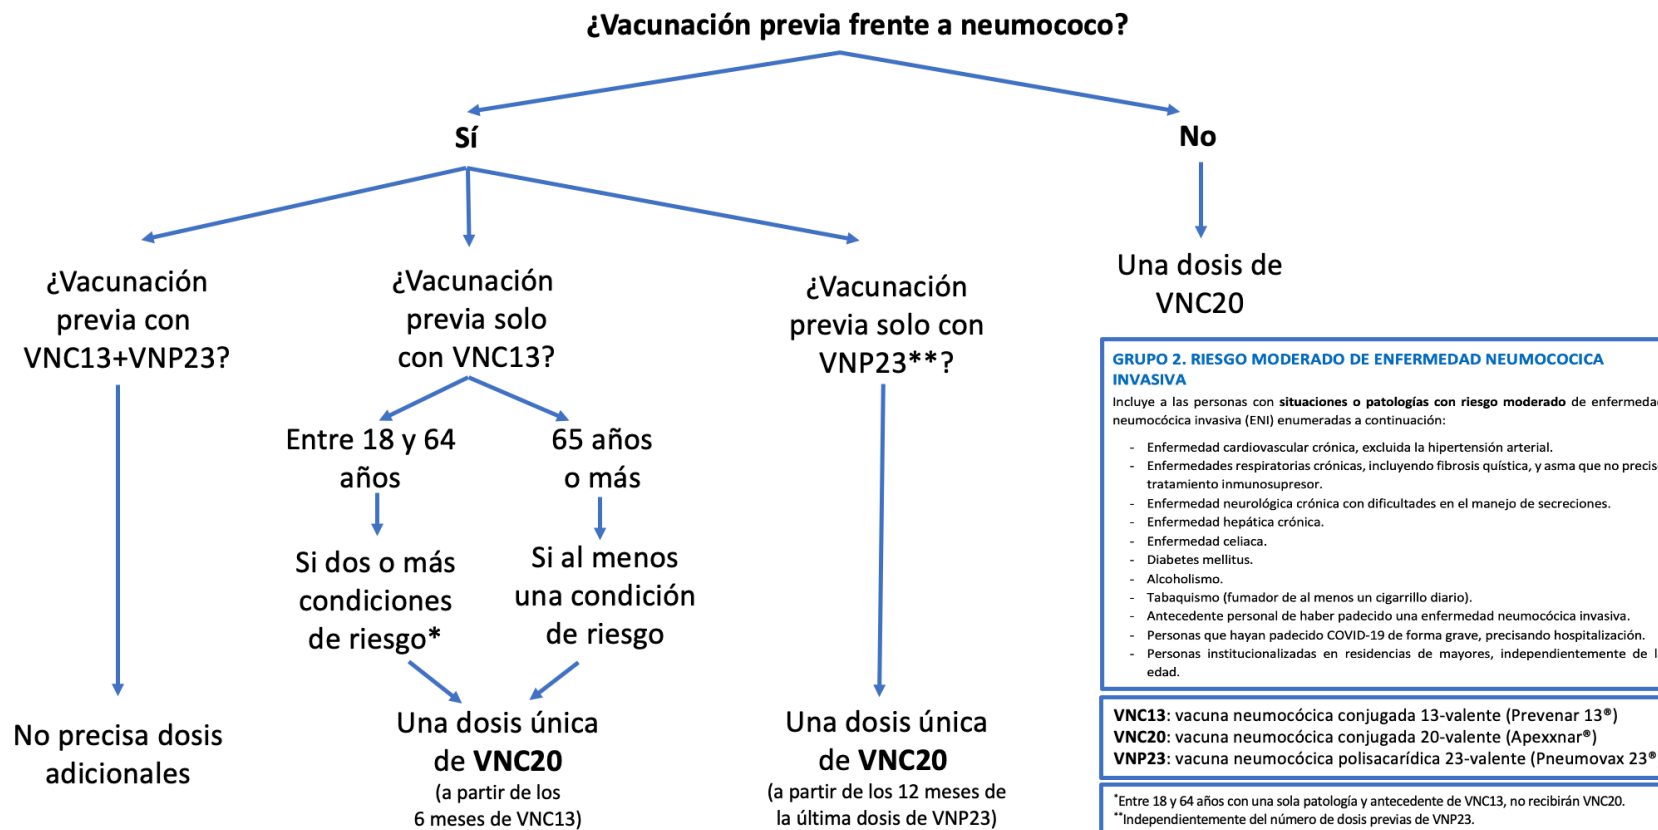 ¿Vacunación previa frente a neumococo?
Sí
No
¿Vacunación
previa con
VNC13+VNP23?
¿Vacunación
previa solo
con VNC13?
¿Vacunación
previa solo con
VNP23**?
Una dosis de
VNC20
Entre 18 y 64
años
65 años
o más
Si dos o más
condiciones
de riesgo*
Si al menos
una condición
de riesgo
No precisa dosis
adicionales
Una dosis única
de VNC20
(a partir de los
6 meses de VNC13)
Una dosis única
de VNC20
(a partir de los 12 meses de
la última dosis de VNP23)
GRUPO 2. RIESGO MODERADO DE ENFERMEDAD NEUMOCOCICA
INVASIVA
Incluye a las personas con situaciones o patologías con riesgo moderado de enfermedad
neumocócica invasiva (ENI) enumeradas a continuación:
- Enfermedad cardiovascular crónica, excluida la hipertensión arterial.
- Enfermedades respiratorias crónicas, incluyendo fibrosis quística, y asma que no precise
tratamiento inmunosupresor.
- Enfermedad neurológica crónica con dificultades en el manejo de secreciones.
- Enfermedad hepática crónica.
- Enfermedad celiaca.
- Diabetes mellitus.
- Alcoholismo.
- Tabaquismo (fumador de al menos un cigarrillo diario).
- Antecedente personal de haber padecido una enfermedad neumocócica invasiva.
- Personas que hayan padecido COVID-19 de forma grave, precisando hospitalización.
- Personas institucionalizadas en residencias de mayores, independientemente de
edad.
VNC13: vacuna neumocócica conjugada 13-valente (Prevenar 13®)
VNC20: vacuna neumocócica conjugada 20-valente (Apexxnar®)
VNP23: vacuna neumocócica polisacarídica 23-valente (Pneumovax 23®
*Entre 18 y 64 años con una sola patología y antecedente de VNC13, no recibirán VNC20.
**Independientemente del número de dosis previas de VNP23.